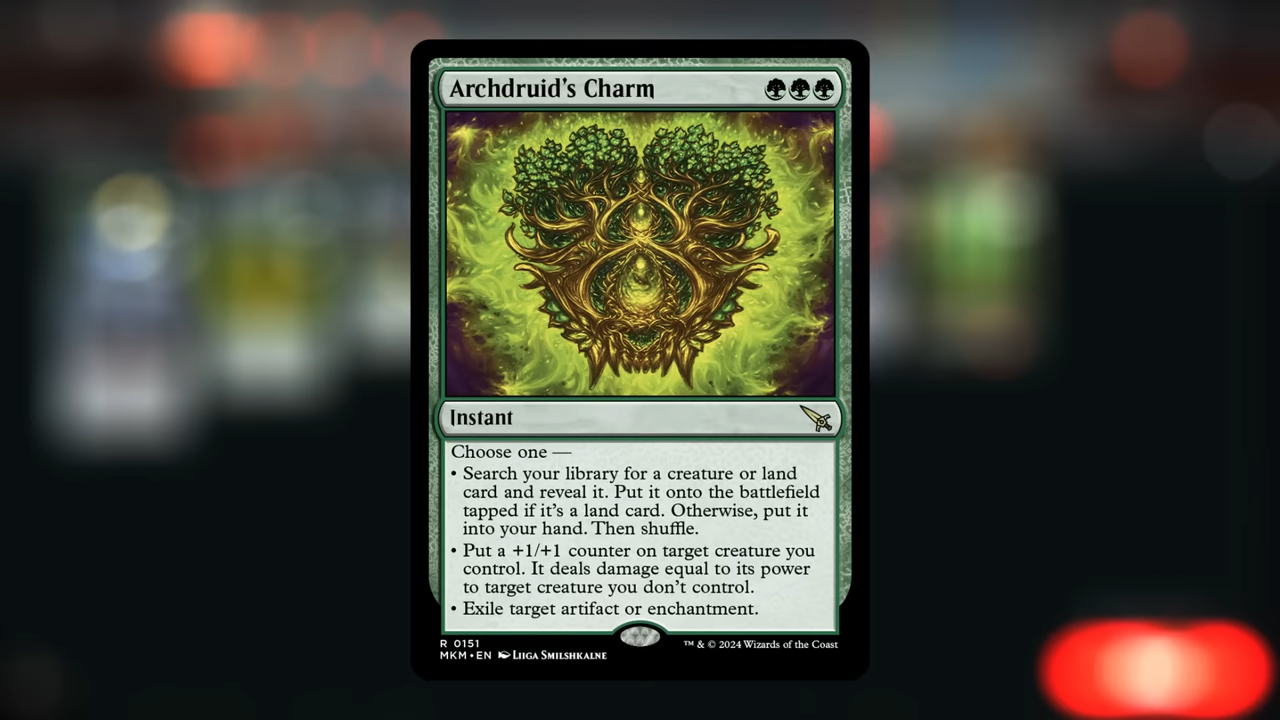 Archdruid's Charm
Instant
Choose one —
• Search your library for a creature or land
card and reveal it. Put it onto the battlefield
tapped if it's a land card. Otherwise, put it
into your hand. Then shuffle.
• Put a +1/+1 counter on target creature you
control. It deals damage equal to its power
to target creature you don't control.
• Exile target artifact or enchantment.
R 0151
MKM • EN LIIGA SMILSHKALNE
™ & © 2024 Wizards of the Coast